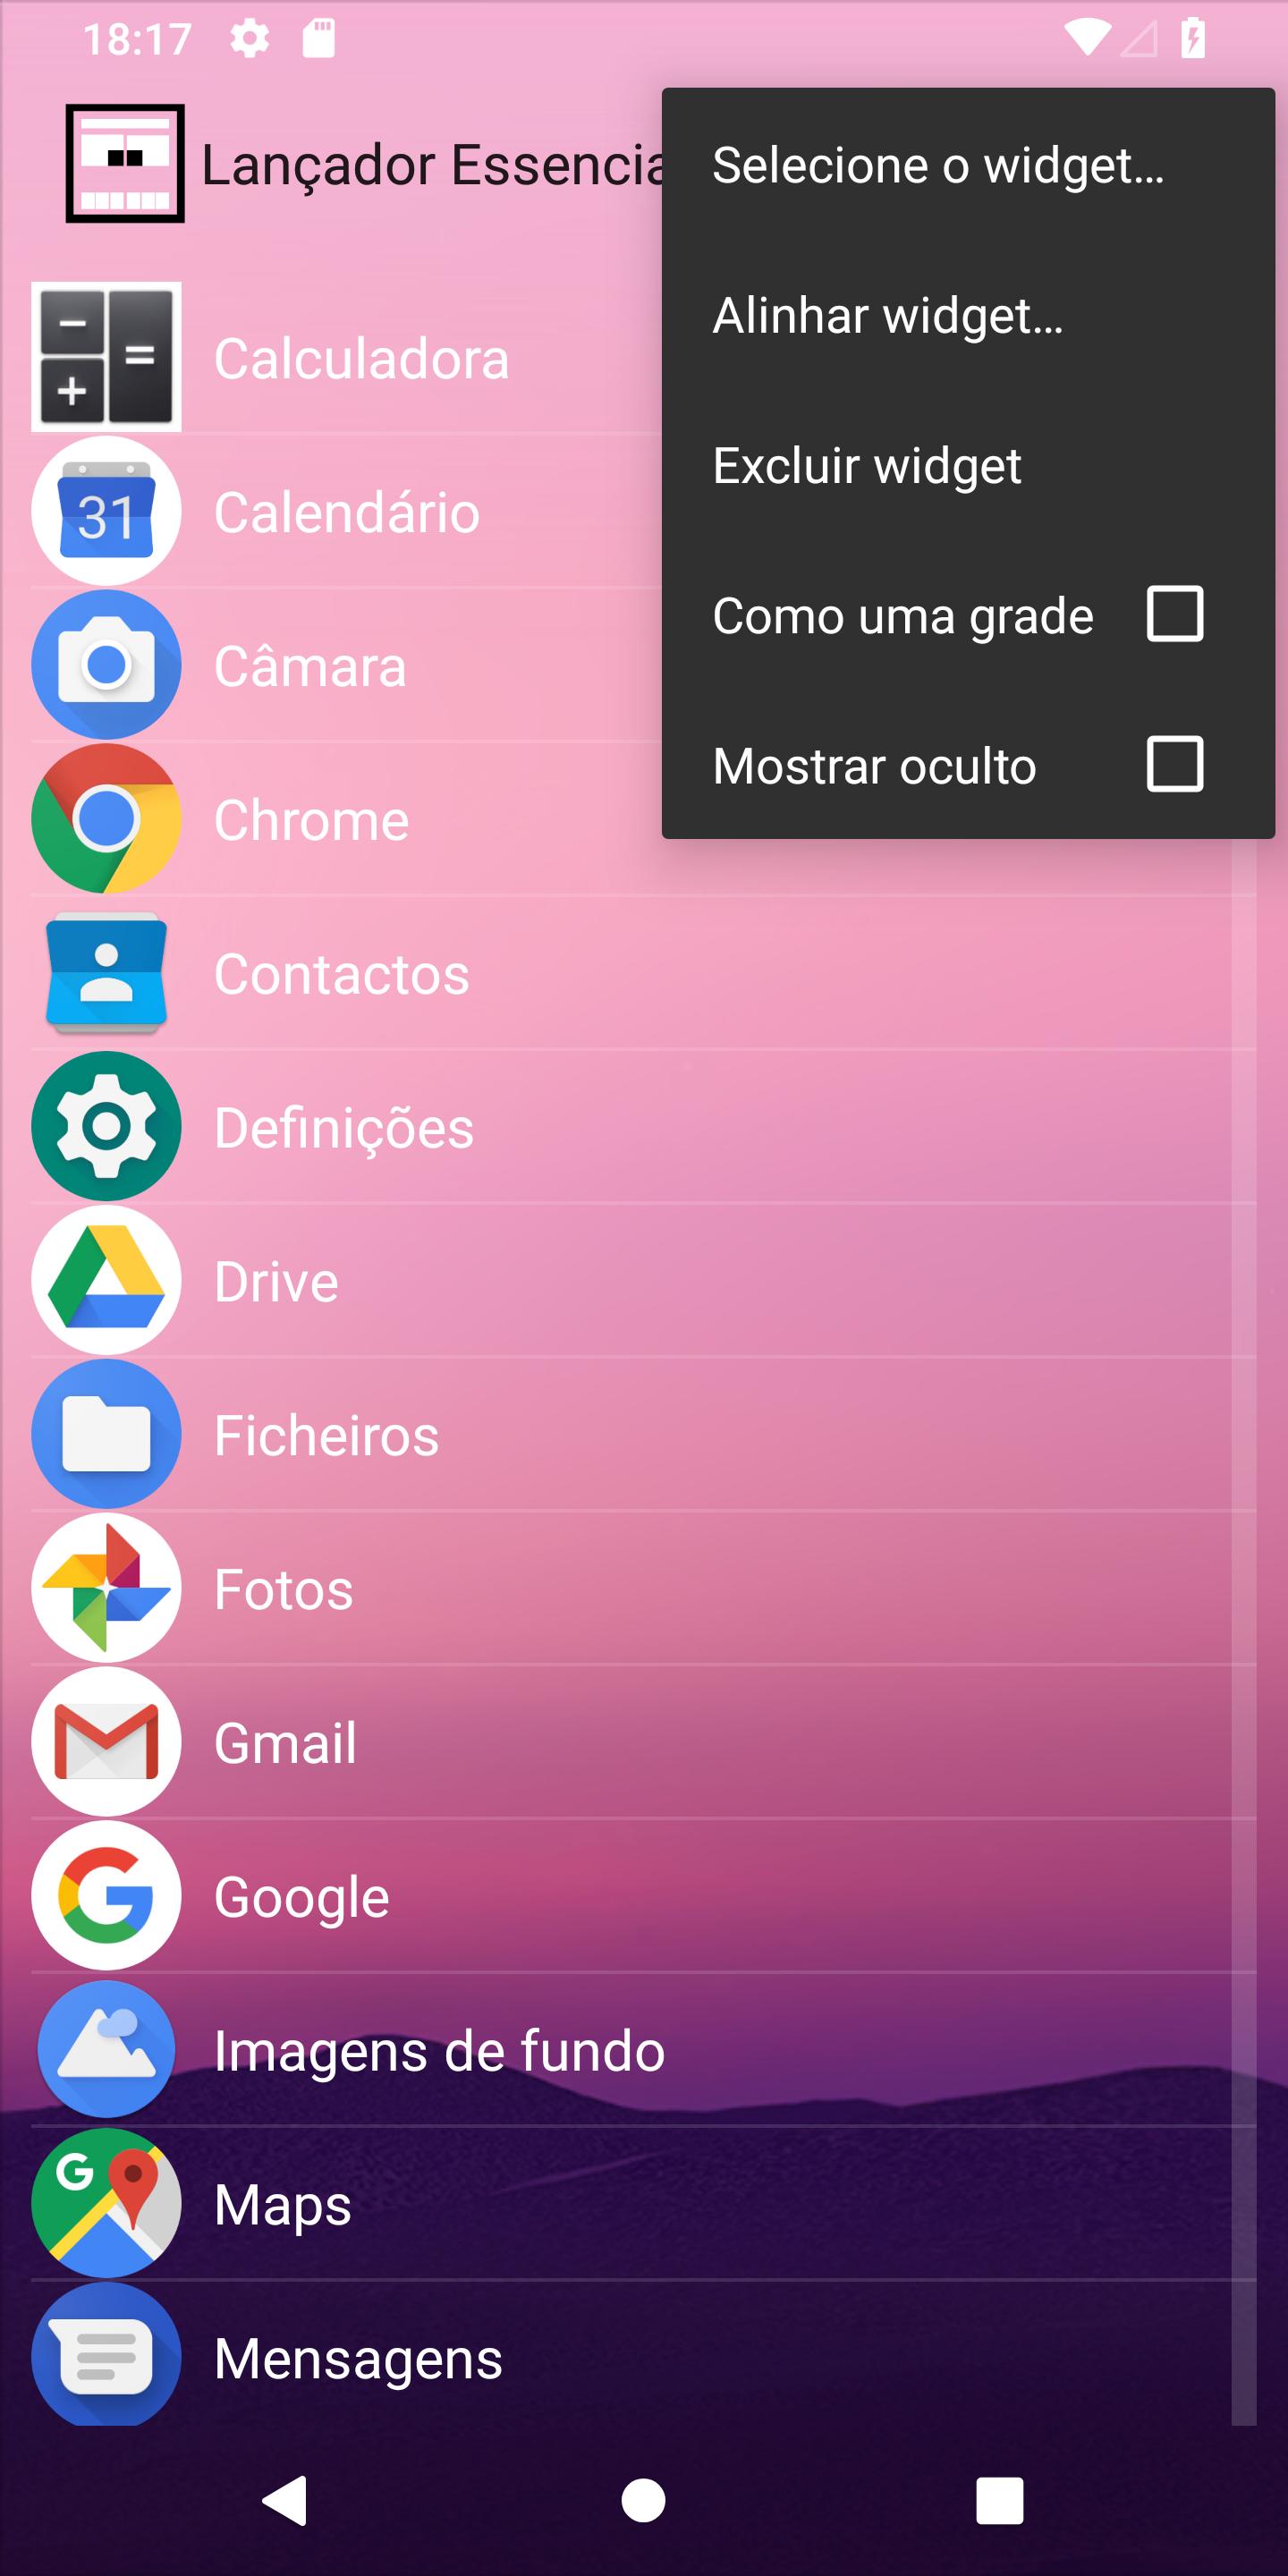 18:17
Lançador Essencia
Selecione o widget…
Alinhar widget…
Excluir widget
Como uma grade
Mostrar oculto
Calculadora
31
Calendário
Câmara
Chrome
Contactos
Definições
Drive
Ficheiros
Fotos
Gmail
G
Google
Imagens de fundo
G
Maps
Mensagens